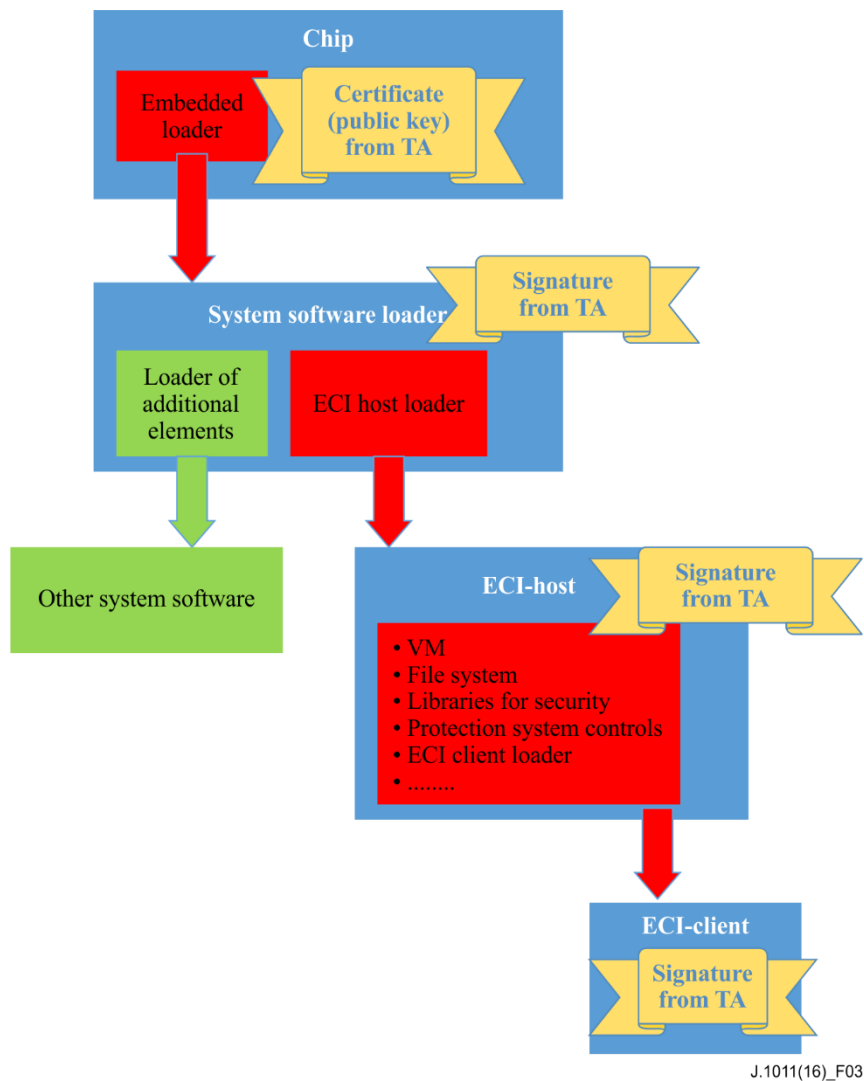 Chip
Embedded
loader
Certificate
(public key)
from TA
Signature
from TA
System software loader
Loader of
additional
elements
ECI host loader
Other system software
ECI-host
Signature
from TA
• VM
• File system
• Libraries for security
• Protection system controls
• ECI client loader
• ........
ECI-client
Signature
from TA
J.1011(16)_F03